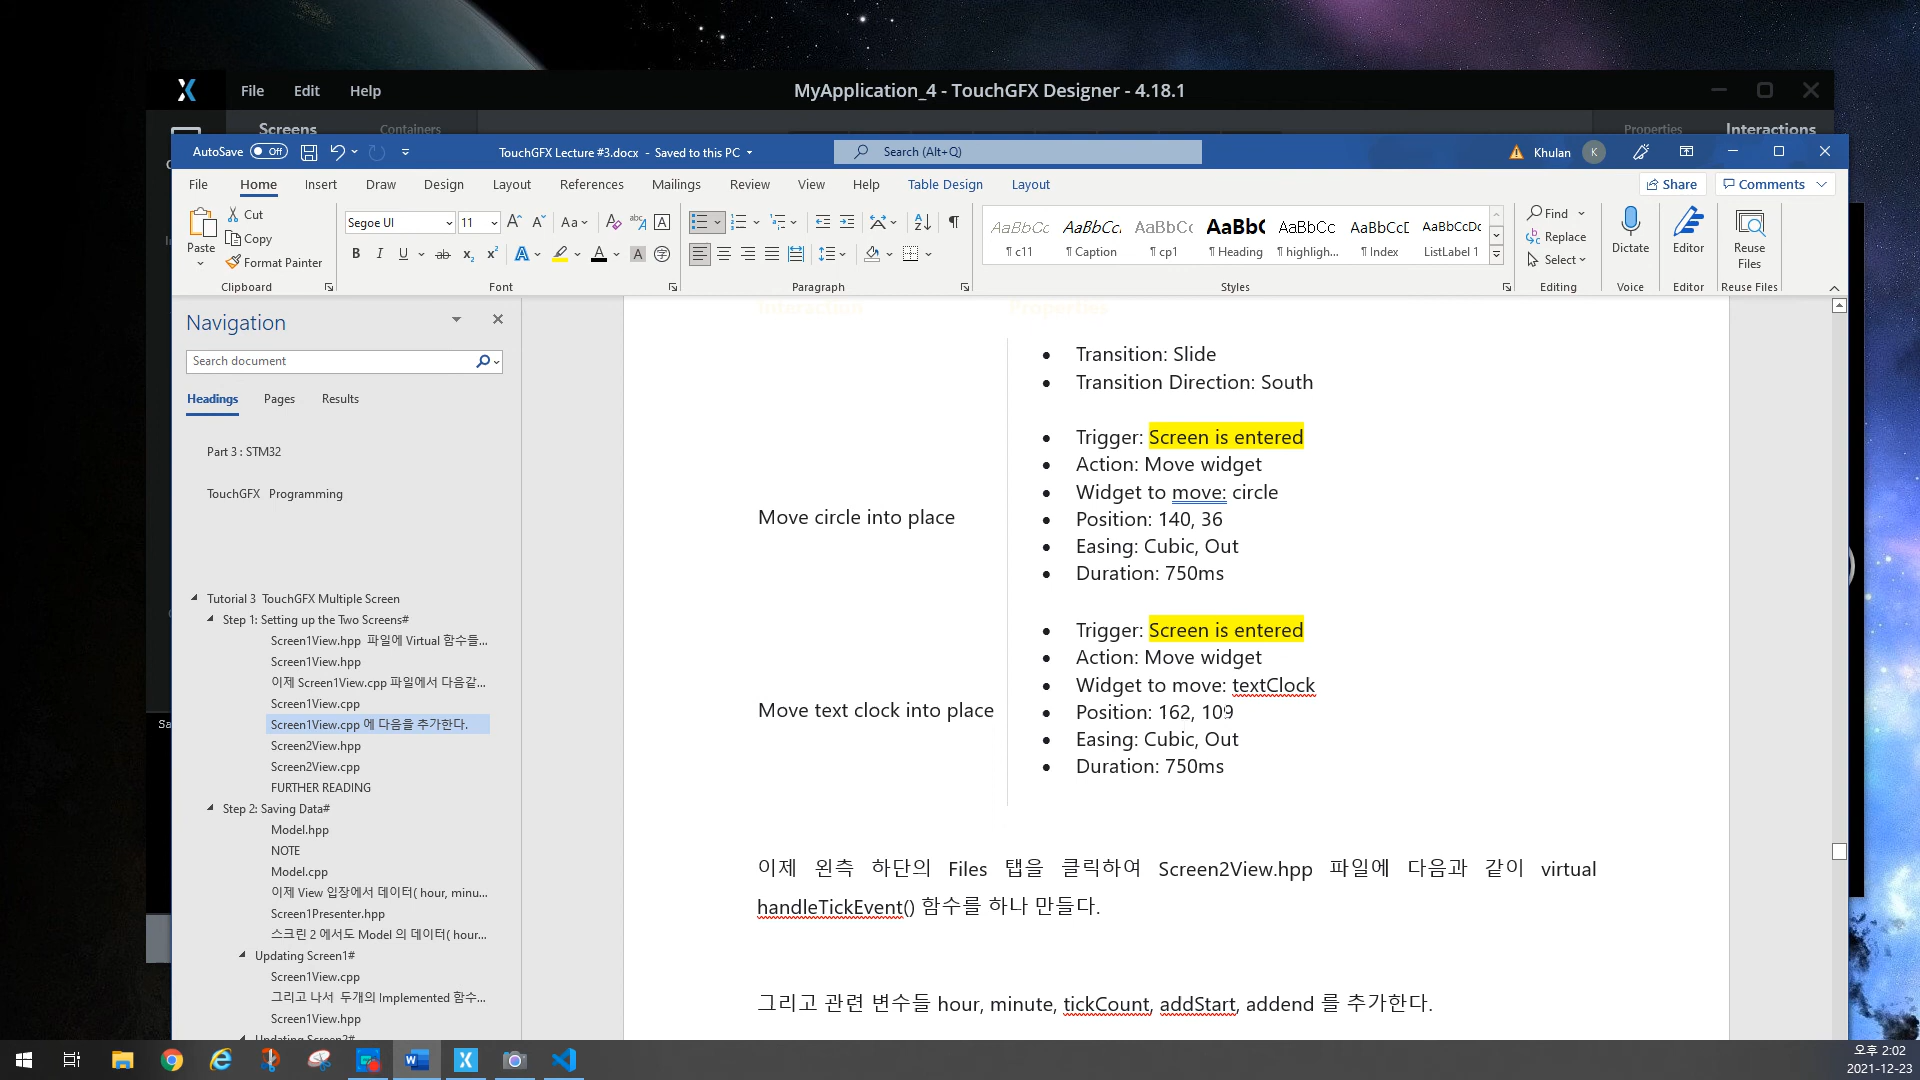 File Edit Help
MyApplication_4 - TouchGFX Designer - 4.18.1
Screens Containers
Properties Interactions
AutoSave Off
TouchGFX Lecture #3.docx - Saved to this PC
Search (Alt+Q)
Khulan K
File Home Insert Draw Design Layout References Mailings Review View Help Table Design Layout
Share Comments
Paste
Cut
Copy
Format Painter
Clipboard
Segoe UI 11
Font
Paragraph
AaBbCc AaBbCc AaBbCc AaBbC AaBbCc AaBbCcD AaBbCcDc
¶ c11 ¶ Caption ¶ cp1 ¶ Heading ¶ highligh... ¶ Index ListLabel 1
Styles
Find
Replace
Select
Editing
Dictate
Voice
Editor
Editor
Reuse Files
Reuse Files
Navigation
Search document
Headings Pages Results
Part 3 : STM32
TouchGFX Programming
Tutorial 3 TouchGFX Multiple Screen
Step 1: Setting up the Two Screens#
Screen1View.hpp 파일에 Virtual 함수들...
Screen1View.hpp
이제 Screen1View.cpp 파일에서 다음같...
Screen1View.cpp
Screen1View.cpp 에 다음을 추가한다.
Screen2View.hpp
Screen2View.cpp
FURTHER READING
Step 2: Saving Data#
Model.hpp
NOTE
Model.cpp
이제 View 입장에서 데이터( hour, minu...
Screen1Presenter.hpp
스크린 2 에서도 Model 의 데이터( hour...
Updating Screen1#
Screen1View.cpp
그리고 나서 두개의 Implemented 함수...
Screen1View.hpp
Updating Screen2#
Interaction Properties
• Transition: Slide
• Transition Direction: South
Move circle into place
• Trigger: Screen is entered
• Action: Move widget
• Widget to move: circle
• Position: 140, 36
• Easing: Cubic, Out
• Duration: 750ms
Move text clock into place
• Trigger: Screen is entered
• Action: Move widget
• Widget to move: textClock
• Position: 162, 109
• Easing: Cubic, Out
• Duration: 750ms
이제 왼측 하단의 Files 탭을 클릭하여 Screen2View.hpp 파일에 다음과 같이 virtual
handleTickEvent() 함수를 하나 만들다.
그리고 관련 변수들 hour, minute, tickCount, addStart, addend 를 추가한다.
오후 2:02
2021-12-23